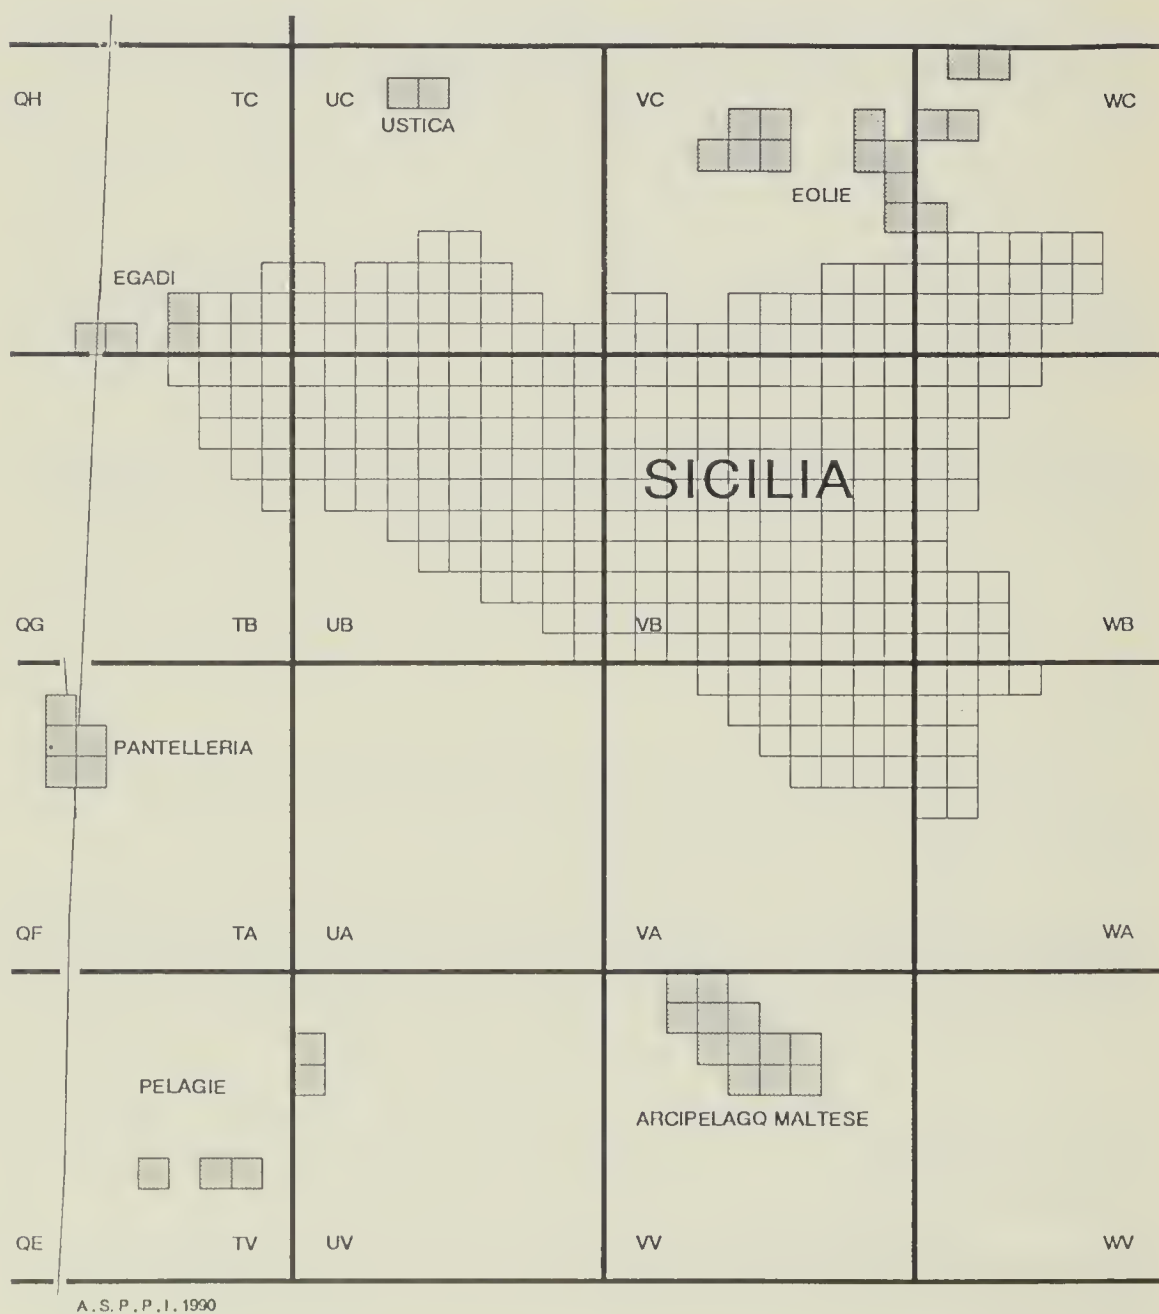 QH TC UC VC WC
USTICA
EOLIE
EGADI
SICILIA
QG TB UB VB WB
PANTELLERIA
QF TA UA VA WA
PELAGIE
ARCIPELAGO MALTESE
QE TV UV VV WV
A.S.P.P.I. 1990